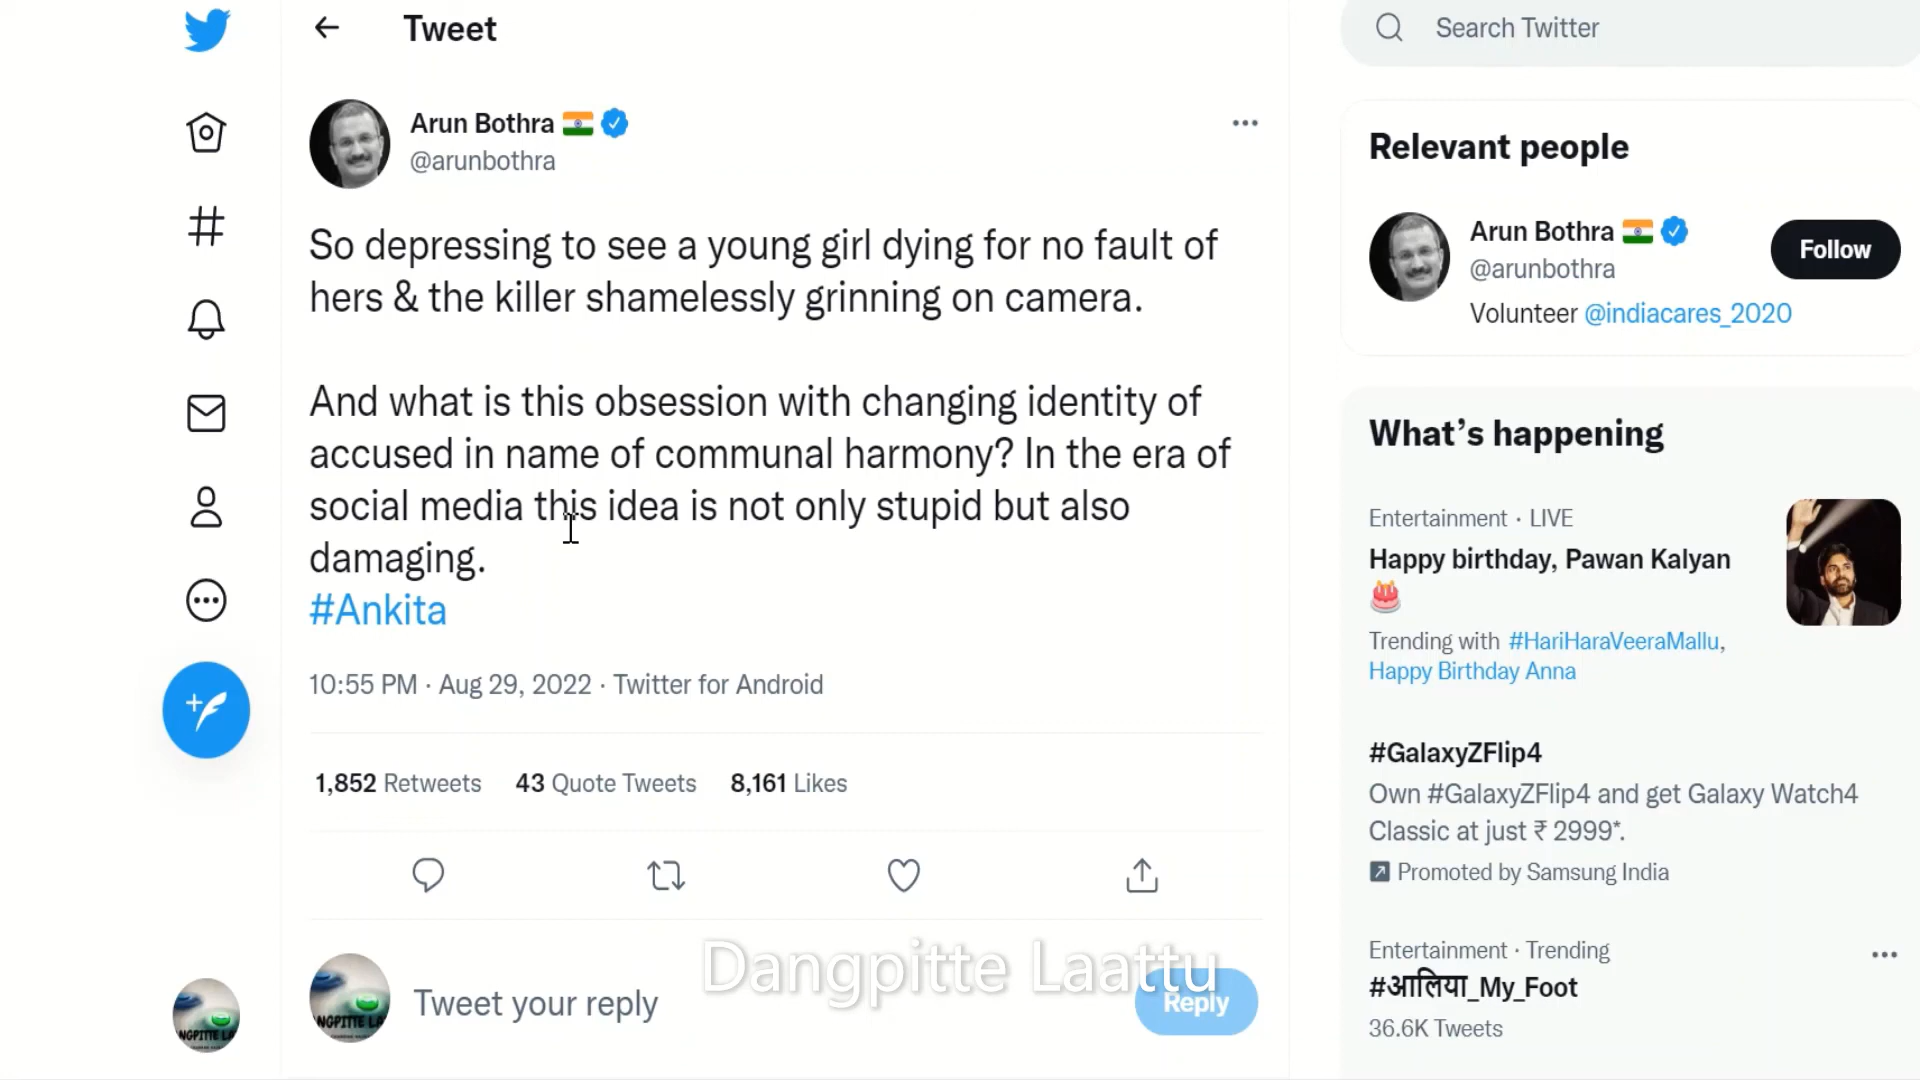 Tweet
Arun Bothra
@arunbothra
So depressing to see a young girl dying for no fault of
hers & the killer shamelessly grinning on camera.
And what is this obsession with changing identity of
accused in name of communal harmony? In the era of
social media this idea is not only stupid but also
damaging.
#Ankita
10:55 PM · Aug 29, 2022 · Twitter for Android
1,852 Retweets 43 Quote Tweets 8,161 Likes
Tweet your reply
Reply
Dangpitte Laattu
Search Twitter
Relevant people
Arun Bothra
@arunbothra
Follow
Volunteer @indiacares_2020
What's happening
Entertainment · LIVE
Happy birthday, Pawan Kalyan
Trending with #HariHaraVeeraMallu,
Happy Birthday Anna
#GalaxyZFlip4
Own #GalaxyZFlip4 and get Galaxy Watch4
Classic at just ₹ 2999*.
Promoted by Samsung India
Entertainment · Trending
#आलिया_My_Foot
36.6K Tweets